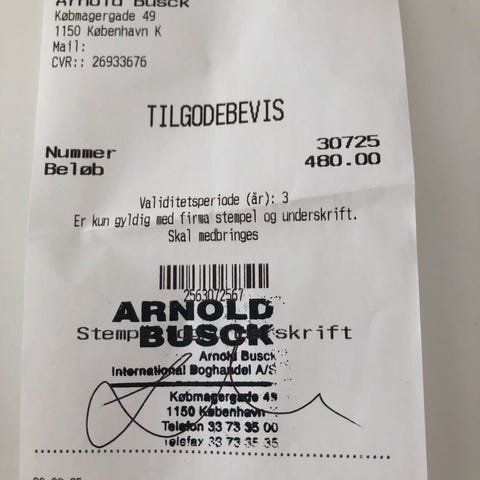 Arnold Busck
Købmagergade 49
1150 København K
Mail:
CVR:: 26933676
TILGODEBEVIS
Nummer 30725
Beløb 480.00
Validitetsperiode (år): 3
Er kun gyldig med firma stempel og underskrift.
Skal medbringes
2563072567
ARNOLD
BUSCK
Arnold Busck
International Boghandel A/S
Købmagergade 49
1150 København
Telefon 33 73 35 00
Telefax 33 73 35 35